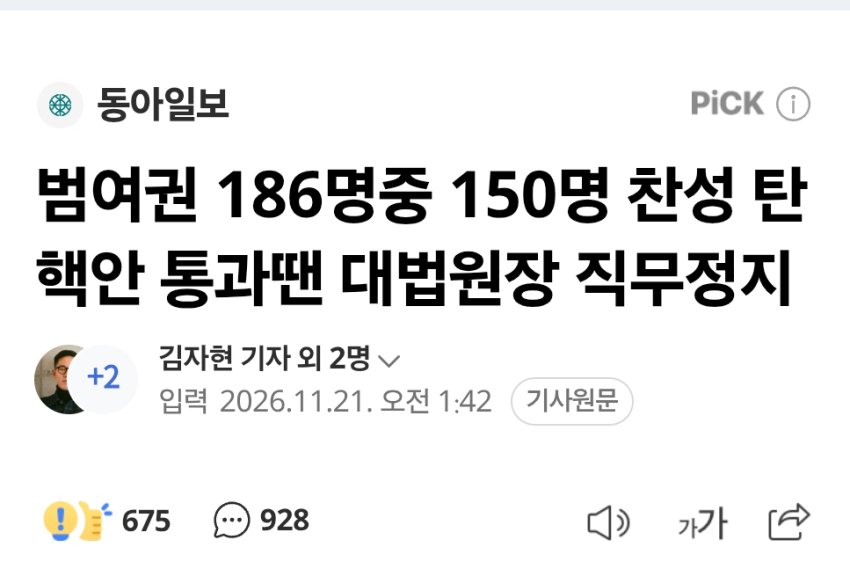 동아일보
PiCK
범여권 186명중 150명 찬성 탄
핵안 통과땐 대법원장 직무정지
+2
김자현 기자 외 2명
입력 2026.11.21. 오전 1:42 기사원문
675 928 가가